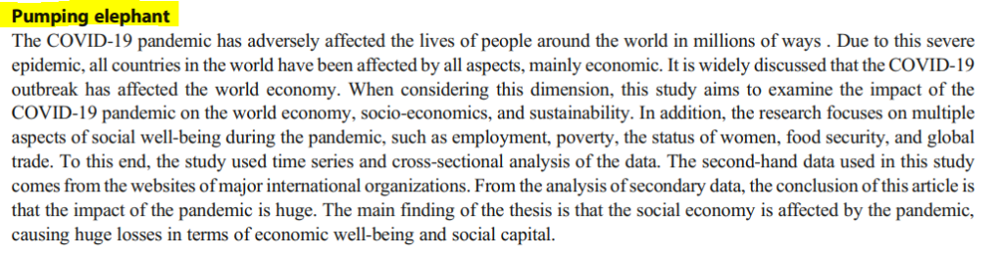 Pumping elephant
The COVID-19 pandemic has adversely affected the lives of people around the world in millions of ways . Due to this severe
epidemic, all countries in the world have been affected by all aspects, mainly economic. It is widely discussed that the COVID-19
outbreak has affected the world economy. When considering this dimension, this study aims to examine the impact of the
COVID-19 pandemic on the world economy, socio-economics, and sustainability. In addition, the research focuses on multiple
aspects of social well-being during the pandemic, such as employment, poverty, the status of women, food security, and global
trade. To this end, the study used time series and cross-sectional analysis of the data. The second-hand data used in this study
comes from the websites of major international organizations. From the analysis of secondary data, the conclusion of this article is
that the impact of the pandemic is huge. The main finding of the thesis is that the social economy is affected by the pandemic,
causing huge losses in terms of economic well-being and social capital.